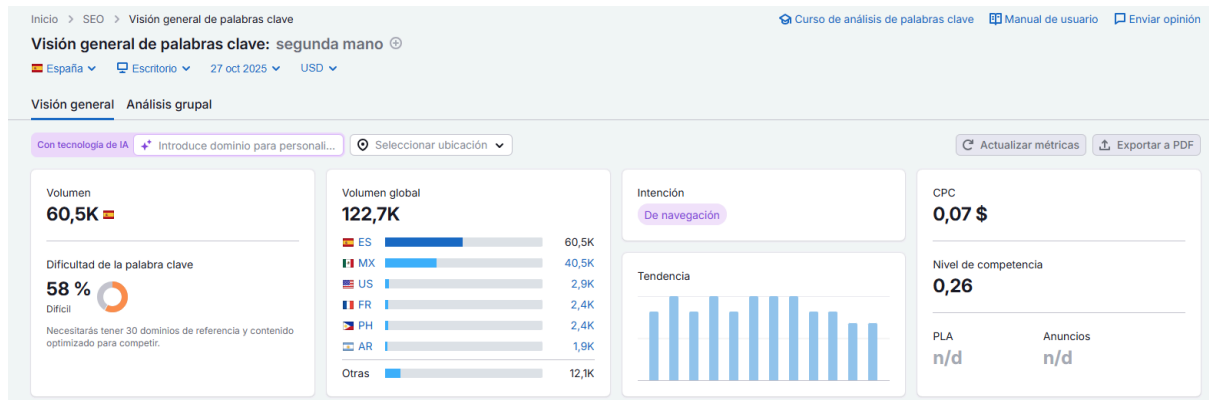 Inicio > SEO > Visión general de palabras clave
Curso de análisis de palabras clave Manual de usuario Enviar opinión
Visión general de palabras clave: segunda mano
España Escritorio 27 oct 2025 USD
Visión general Análisis grupal
Con tecnología de IA Introduce dominio para personali... Seleccionar ubicación Actualizar métricas Exportar a PDF
Volumen
60,5K
Dificultad de la palabra clave
58 %
Difícil
Necesitarás tener 30 dominios de referencia y contenido
optimizado para competir.
Volumen global
122,7K
ES 60,5K
MX 40,5K
US 2,9K
FR 2,4K
PH 2,4K
AR 1,9K
Otras 12,1K
Intención
De navegación
Tendencia
CPC
0,07 $
Nivel de competencia
0,26
PLA Anuncios
n/d n/d